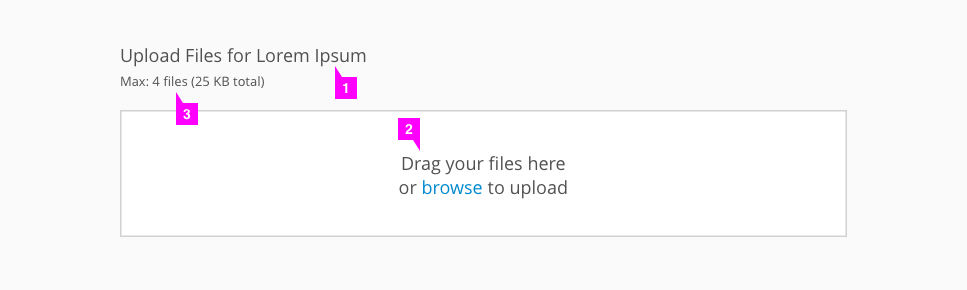 Upload Files for Lorem Ipsum
Max: 4 files (25 KB total)
1
3
2
Drag your files here
or browse to upload